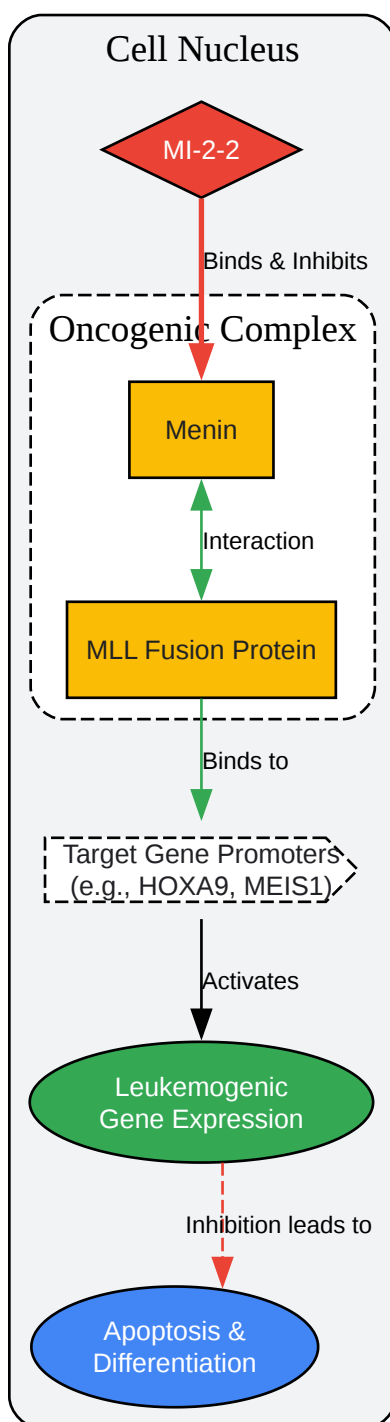 Cell Nucleus
MI-2-2
Binds & Inhibits
Oncogenic Complex
Menin
Interaction
MLL Fusion Protein
Binds to
Target Gene Promoters
(e.g., HOXA9, MEIS1)
Activates
Leukemogenic
Gene Expression
Inhibition leads to
Apoptosis &
Differentiation